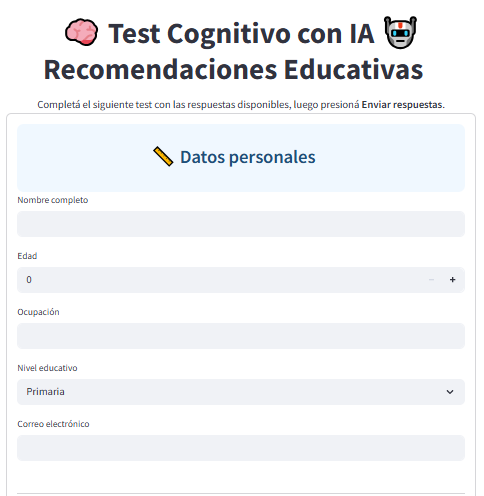 Test Cognitivo con IA
Recomendaciones Educativas
Completá el siguiente test con las respuestas disponibles, luego presioná Enviar respuestas.
Datos personales
Nombre completo
Edad
0
Ocupación
Nivel educativo
Primaria
Correo electrónico